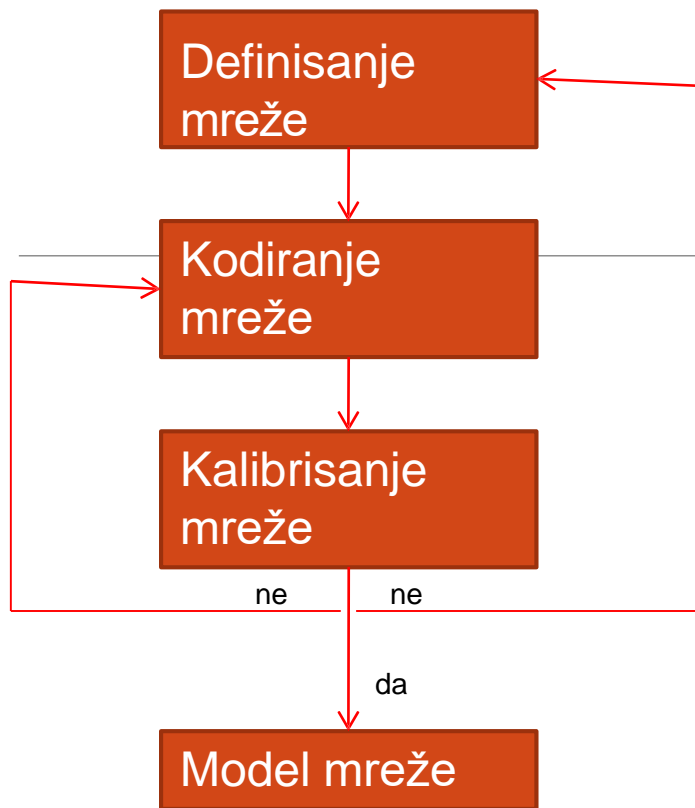 Definisanje
mreže
Kodiranje
mreže
Kalibrisanje
mreže
ne
ne
da
Model mreže